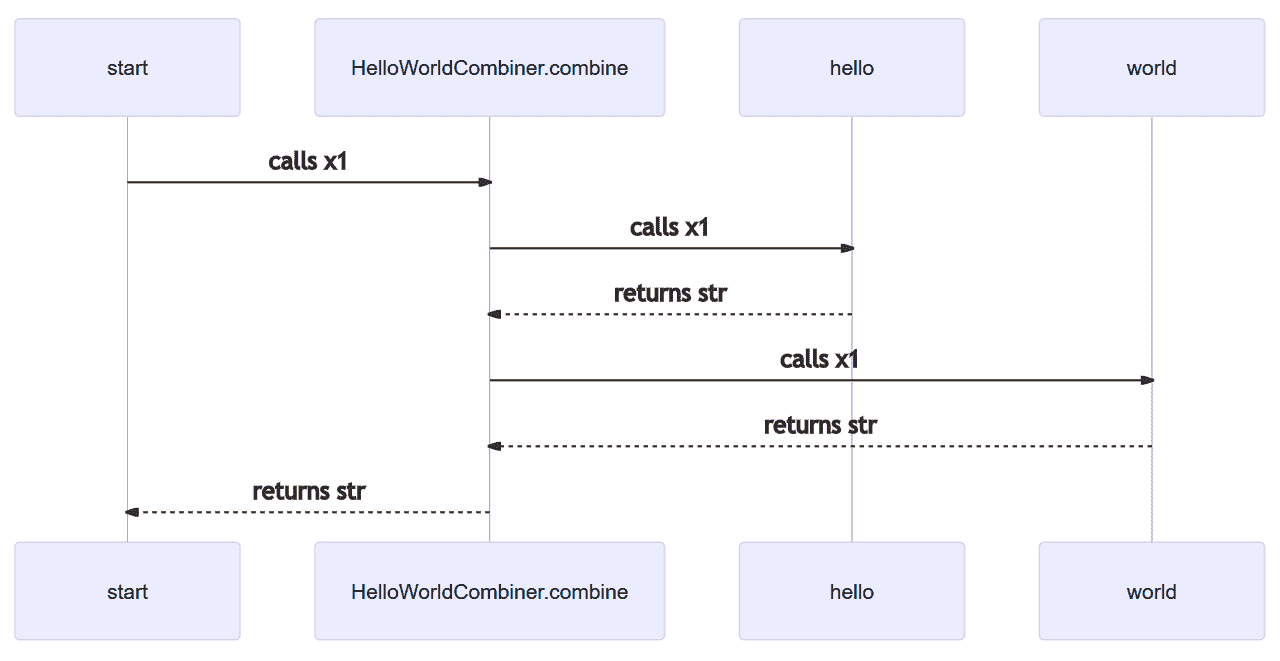 start
HelloWorldCombiner.combine
hello
world
calls x1
calls x1
returns str
calls x1
returns str
returns str
start
HelloWorldCombiner.combine
hello
world